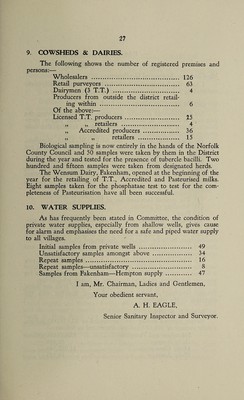 27
9. COWSHEDS & DAIRIES.
The following shows the number of registered premises and
persons:—
Wholesalers ........................................ 126
Retail purveyors .................................... 63
Dairymen (3 T.T.) .................................. 4
Producers from outside the district retail-
ing within .................................... 6
Of the above:—
Licensed T.T. producers ............................ 13
„ „ retailers ............................ 4
„ Accredited producers .................... 36
„ „ retailers .................... 15
Biological sampling is now entirely in the hands of the Norfolk
County Council and 50 samples were taken by them in the District
during the year and tested for the presence of tubercle bacilli. Two
hundred and fifteen samples were taken from designated herds.
The Wensum Dairy, Fakenham, opened at the beginning of the
year for the retailing of T.T., Accredited and Pasteurised milks.
Eight samples taken for the phosphatase test to test for the com-
pleteness of Pasteurisation have all been successful.
10. WATER SUPPLIES.
As has frequently been stated in Committee, the condition of
private water supplies, especially from shallow wells, gives cause
for alarm and emphasises the need for a safe and piped water supply
to all villages.
Initial samples from private wells .................... 49
Unsatisfactory samples amongst above ................ 34
Repeat samples ........................................ 16
Repeat samples—unsatisfactory ........................ 8
Samples from Fakenham—Hempton supply ............ 47
I am, Mr. Chairman, Ladies and Gentlemen,
Your obedient servant,
A. H. EAGLE,
Senior Sanitary Inspector and Surveyor.